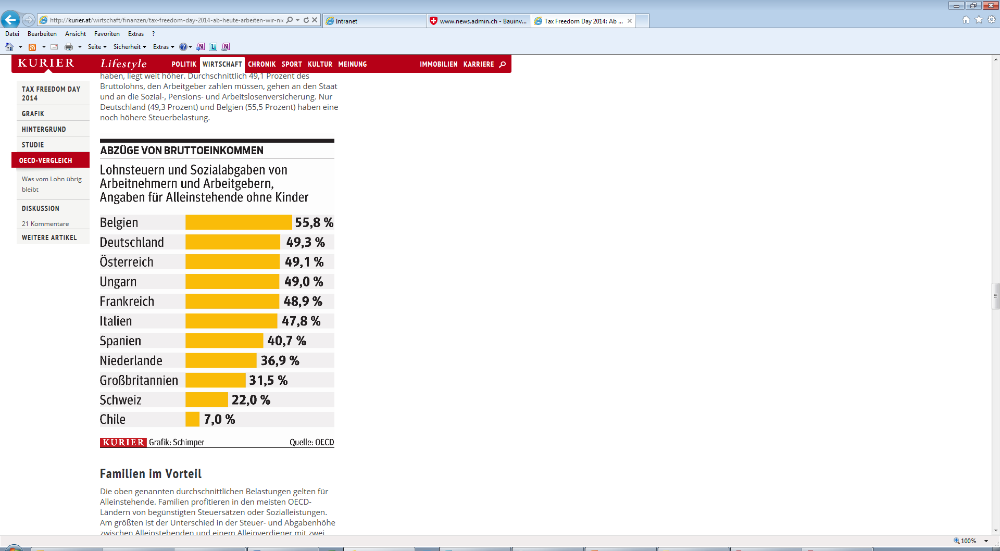 http://kurier.at/wirtschaft/finanzen/tax-freedom-day-2014-ab-heute-arbeiten-wir-nic
Intranet
www.news.admin.ch - Bauinv...
Tax Freedom Day 2014: Ab ...
Datei Bearbeiten Ansicht Favoriten Extras ?
Seite Sicherheit Extras
KURIER Lifestyle POLITIK WIRTSCHAFT CHRONIK SPORT KULTUR MEINUNG IMMOBILIEN KARRIERE
TAX FREEDOM DAY
2014
GRAFIK
HINTERGRUND
STUDIE
OECD-VERGLEICH
Was vom Lohn übrig
bleibt
DISKUSSION
21 Kommentare
WEITERE ARTIKEL
haben, liegt weit höher. Durchschnittlich 49,1 Prozent des
Bruttolohns, den Arbeitgeber zahlen müssen, gehen an den Staat
und an die Sozial-, Pensions- und Arbeitslosenversicherung. Nur
Deutschland (49,3 Prozent) und Belgien (55,5 Prozent) haben eine
noch höhere Steuerbelastung.
ABZÜGE VON BRUTTOEINKOMMEN
Lohnsteuern und Sozialabgaben von
Arbeitnehmern und Arbeitgebern,
Angaben für Alleinstehende ohne Kinder
Belgien 55,8 %
Deutschland 49,3 %
Österreich 49,1 %
Ungarn 49,0 %
Frankreich 48,9 %
Italien 47,8 %
Spanien 40,7 %
Niederlande 36,9 %
Großbritannien 31,5 %
Schweiz 22,0 %
Chile 7,0 %
KURIER Grafik: Schimper Quelle: OECD
Familien im Vorteil
Die oben genannten durchschnittlichen Belastungen gelten für
Alleinstehende. Familien profitieren in den meisten OECD-
Ländern von begünstigten Steuersätzen oder Sozialleistungen.
Am größten ist der Unterschied in der Steuer- und Abgabenhöhe
zwischen Alleinstehenden und einem Alleinverdiener mit zwei
100%